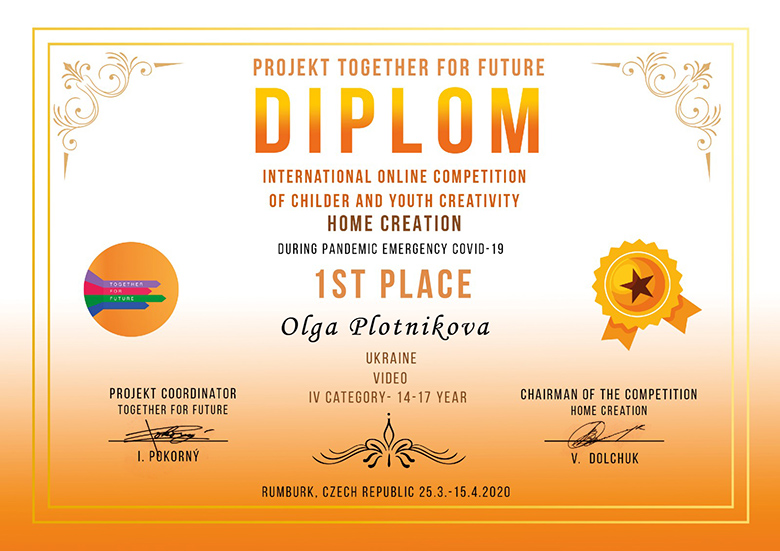 PROJEKT TOGETHER FOR FUTURE
DIPLOM
INTERNATIONAL ONLINE COMPETITION
OF CHILDER AND YOUTH CREATIVITY
HOME CREATION
DURING PANDEMIC EMERGENCY COVID-19
1ST PLACE
TOGETHER
FOR
FUTURE
Olga Plotnikova
UKRAINE
VIDEO
IV CATEGORY- 14-17 YEAR
PROJEKT COORDINATOR
TOGETHER FOR FUTURE
I. POKORNÝ
CHAIRMAN OF THE COMPETITION
HOME CREATION
V. DOLCHUK
RUMBURK, CZECH REPUBLIC 25.3.-15.4.2020